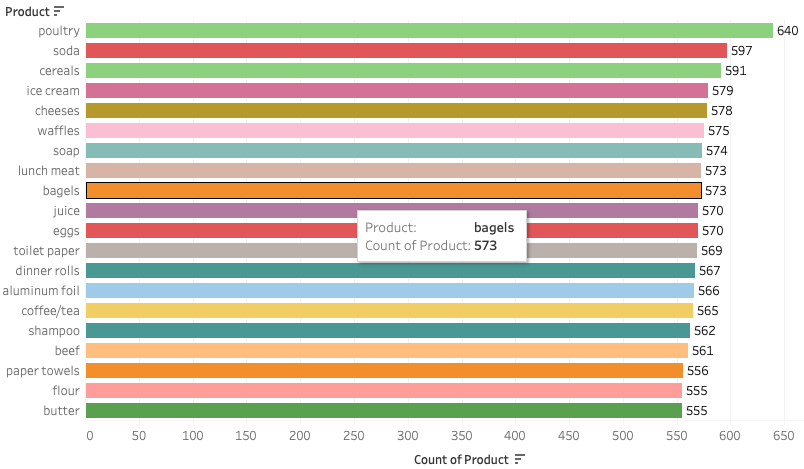 Product
poultry 640
soda 597
cereals 591
ice cream 579
cheeses 578
waffles 575
soap 574
lunch meat 573
bagels 573
juice 570
Product: bagels
eggs 570
Count of Product: 573
toilet paper 569
dinner rolls 567
aluminum foil 566
coffee/tea 565
shampoo 562
beef 561
paper towels 556
flour 555
butter 555
0 50 100 150 200 250 300 350 400 450 500 550 600 650
Count of Product